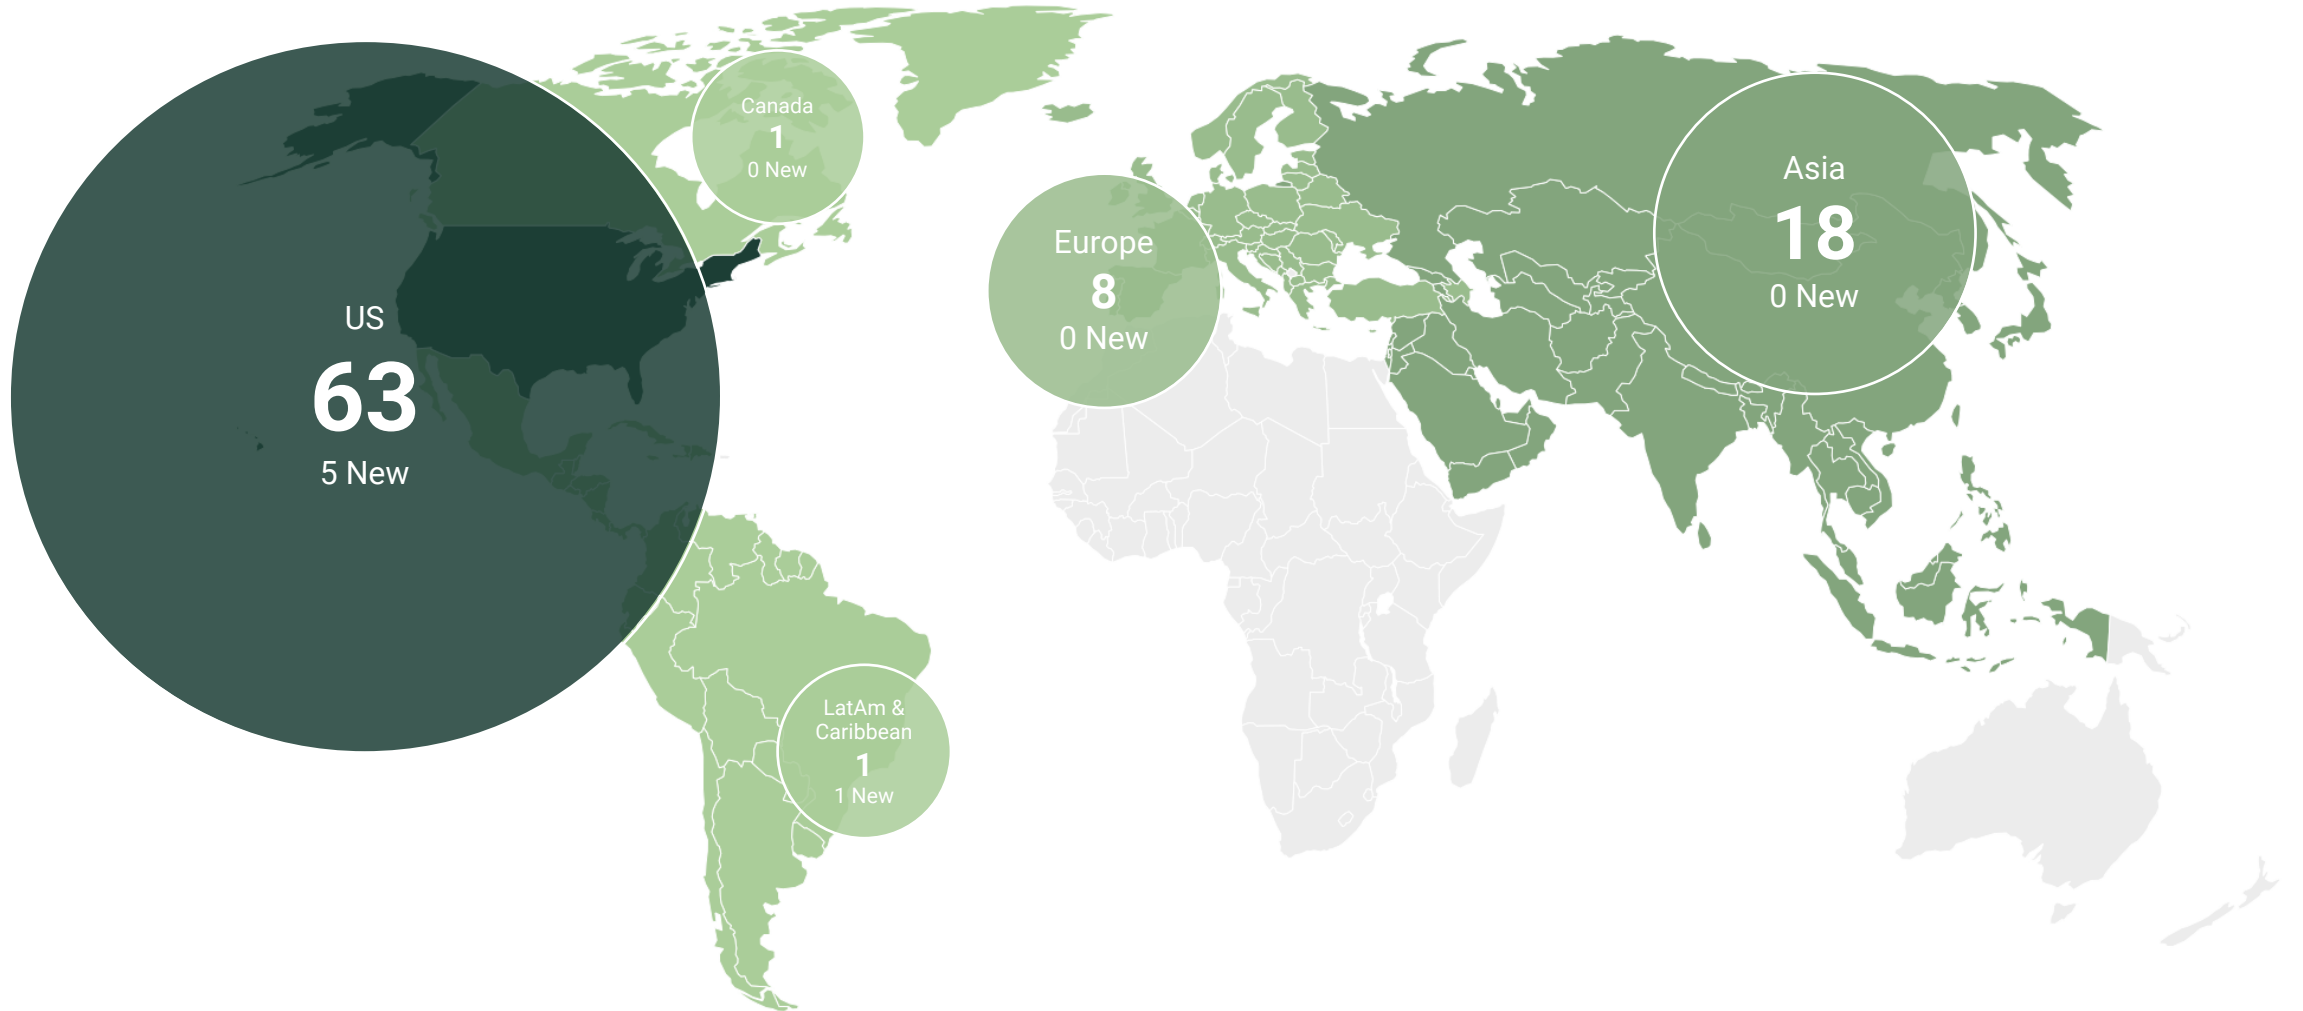 US
63
5 New
Canada
1
0 New
LatAm &
Caribbean
1
1 New
Europe
8
0 New
Asia
18
0 New